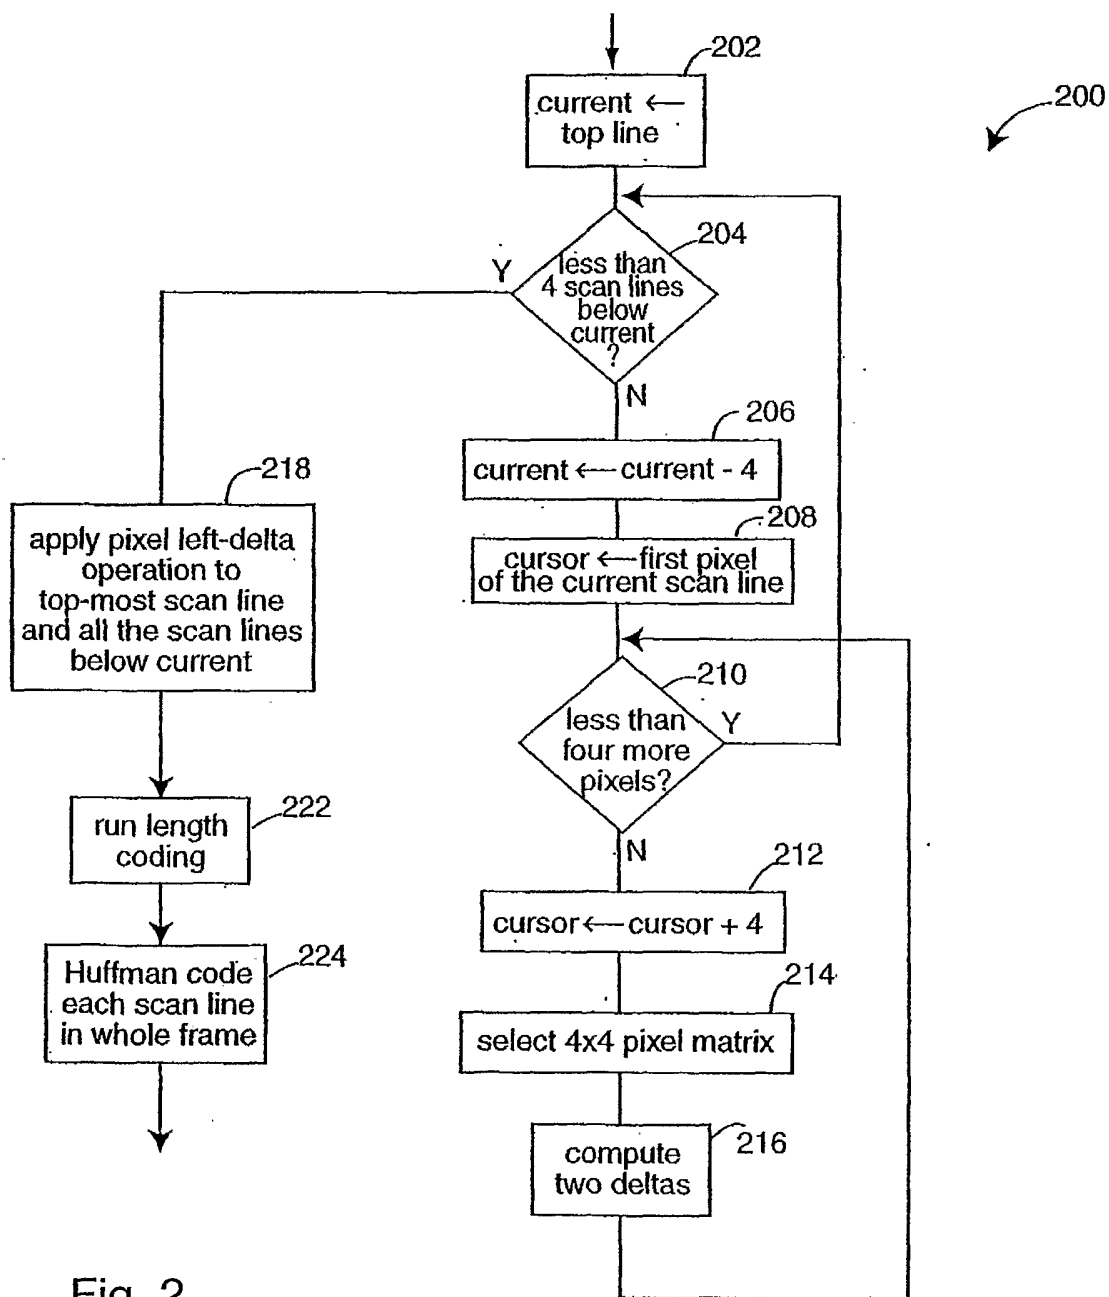 202
200
current ←
top line
204
Y
less than
4 scan lines
below
current
?
N
206
current ← current - 4
208
cursor ← first pixel
of the current scan line
210
less than
four more
pixels?
Y
N
212
cursor ← cursor + 4
214
select 4x4 pixel matrix
216
compute
two deltas
218
apply pixel left-delta
operation to
top-most scan line
and all the scan lines
below current
222
run length
coding
224
Huffman code
each scan line
in whole frame
Fig. 2